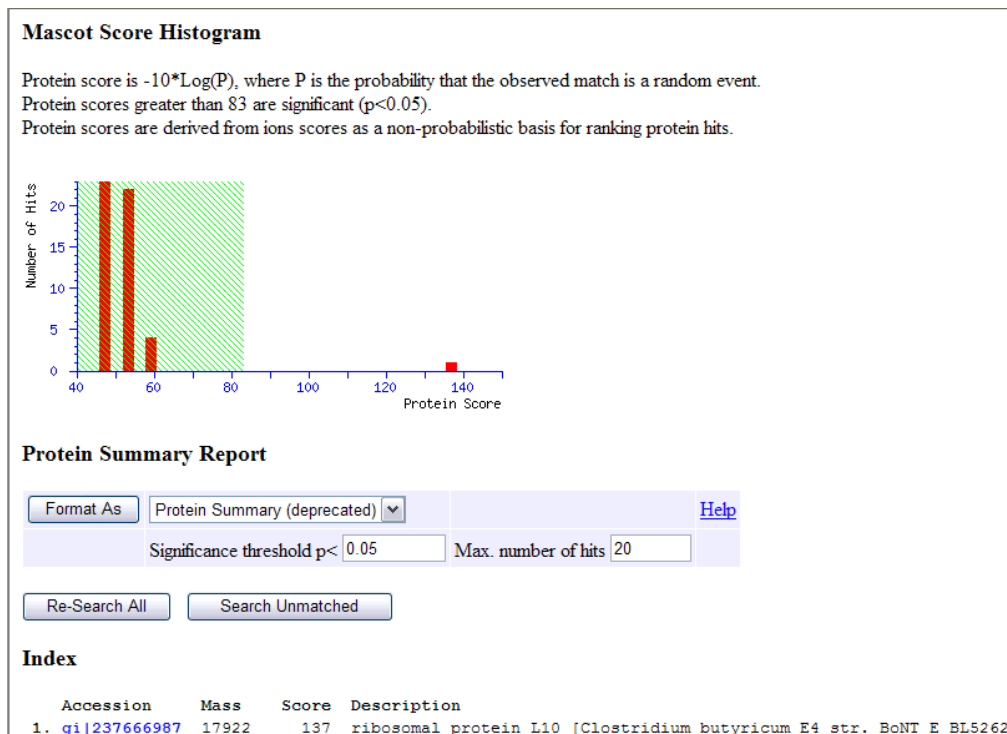 Mascot Score Histogram
Protein score is -10*Log(P), where P is the probability that the observed match is a random event.
Protein scores greater than 83 are significant (p<0.05).
Protein scores are derived from ions scores as a non-probabilistic basis for ranking protein hits.
Number of Hits
20
15
10
5
0
40 60 80 100 120 140
Protein Score
Protein Summary Report
Format As Protein Summary (deprecated) Help
Significance threshold p< 0.05 Max. number of hits 20
Re-Search All Search Unmatched
Index
Accession Mass Score Description
1. gi|237666987 17922 137 ribosomal protein L10 [Clostridium butyricum E4 str. BoNT E BL5262